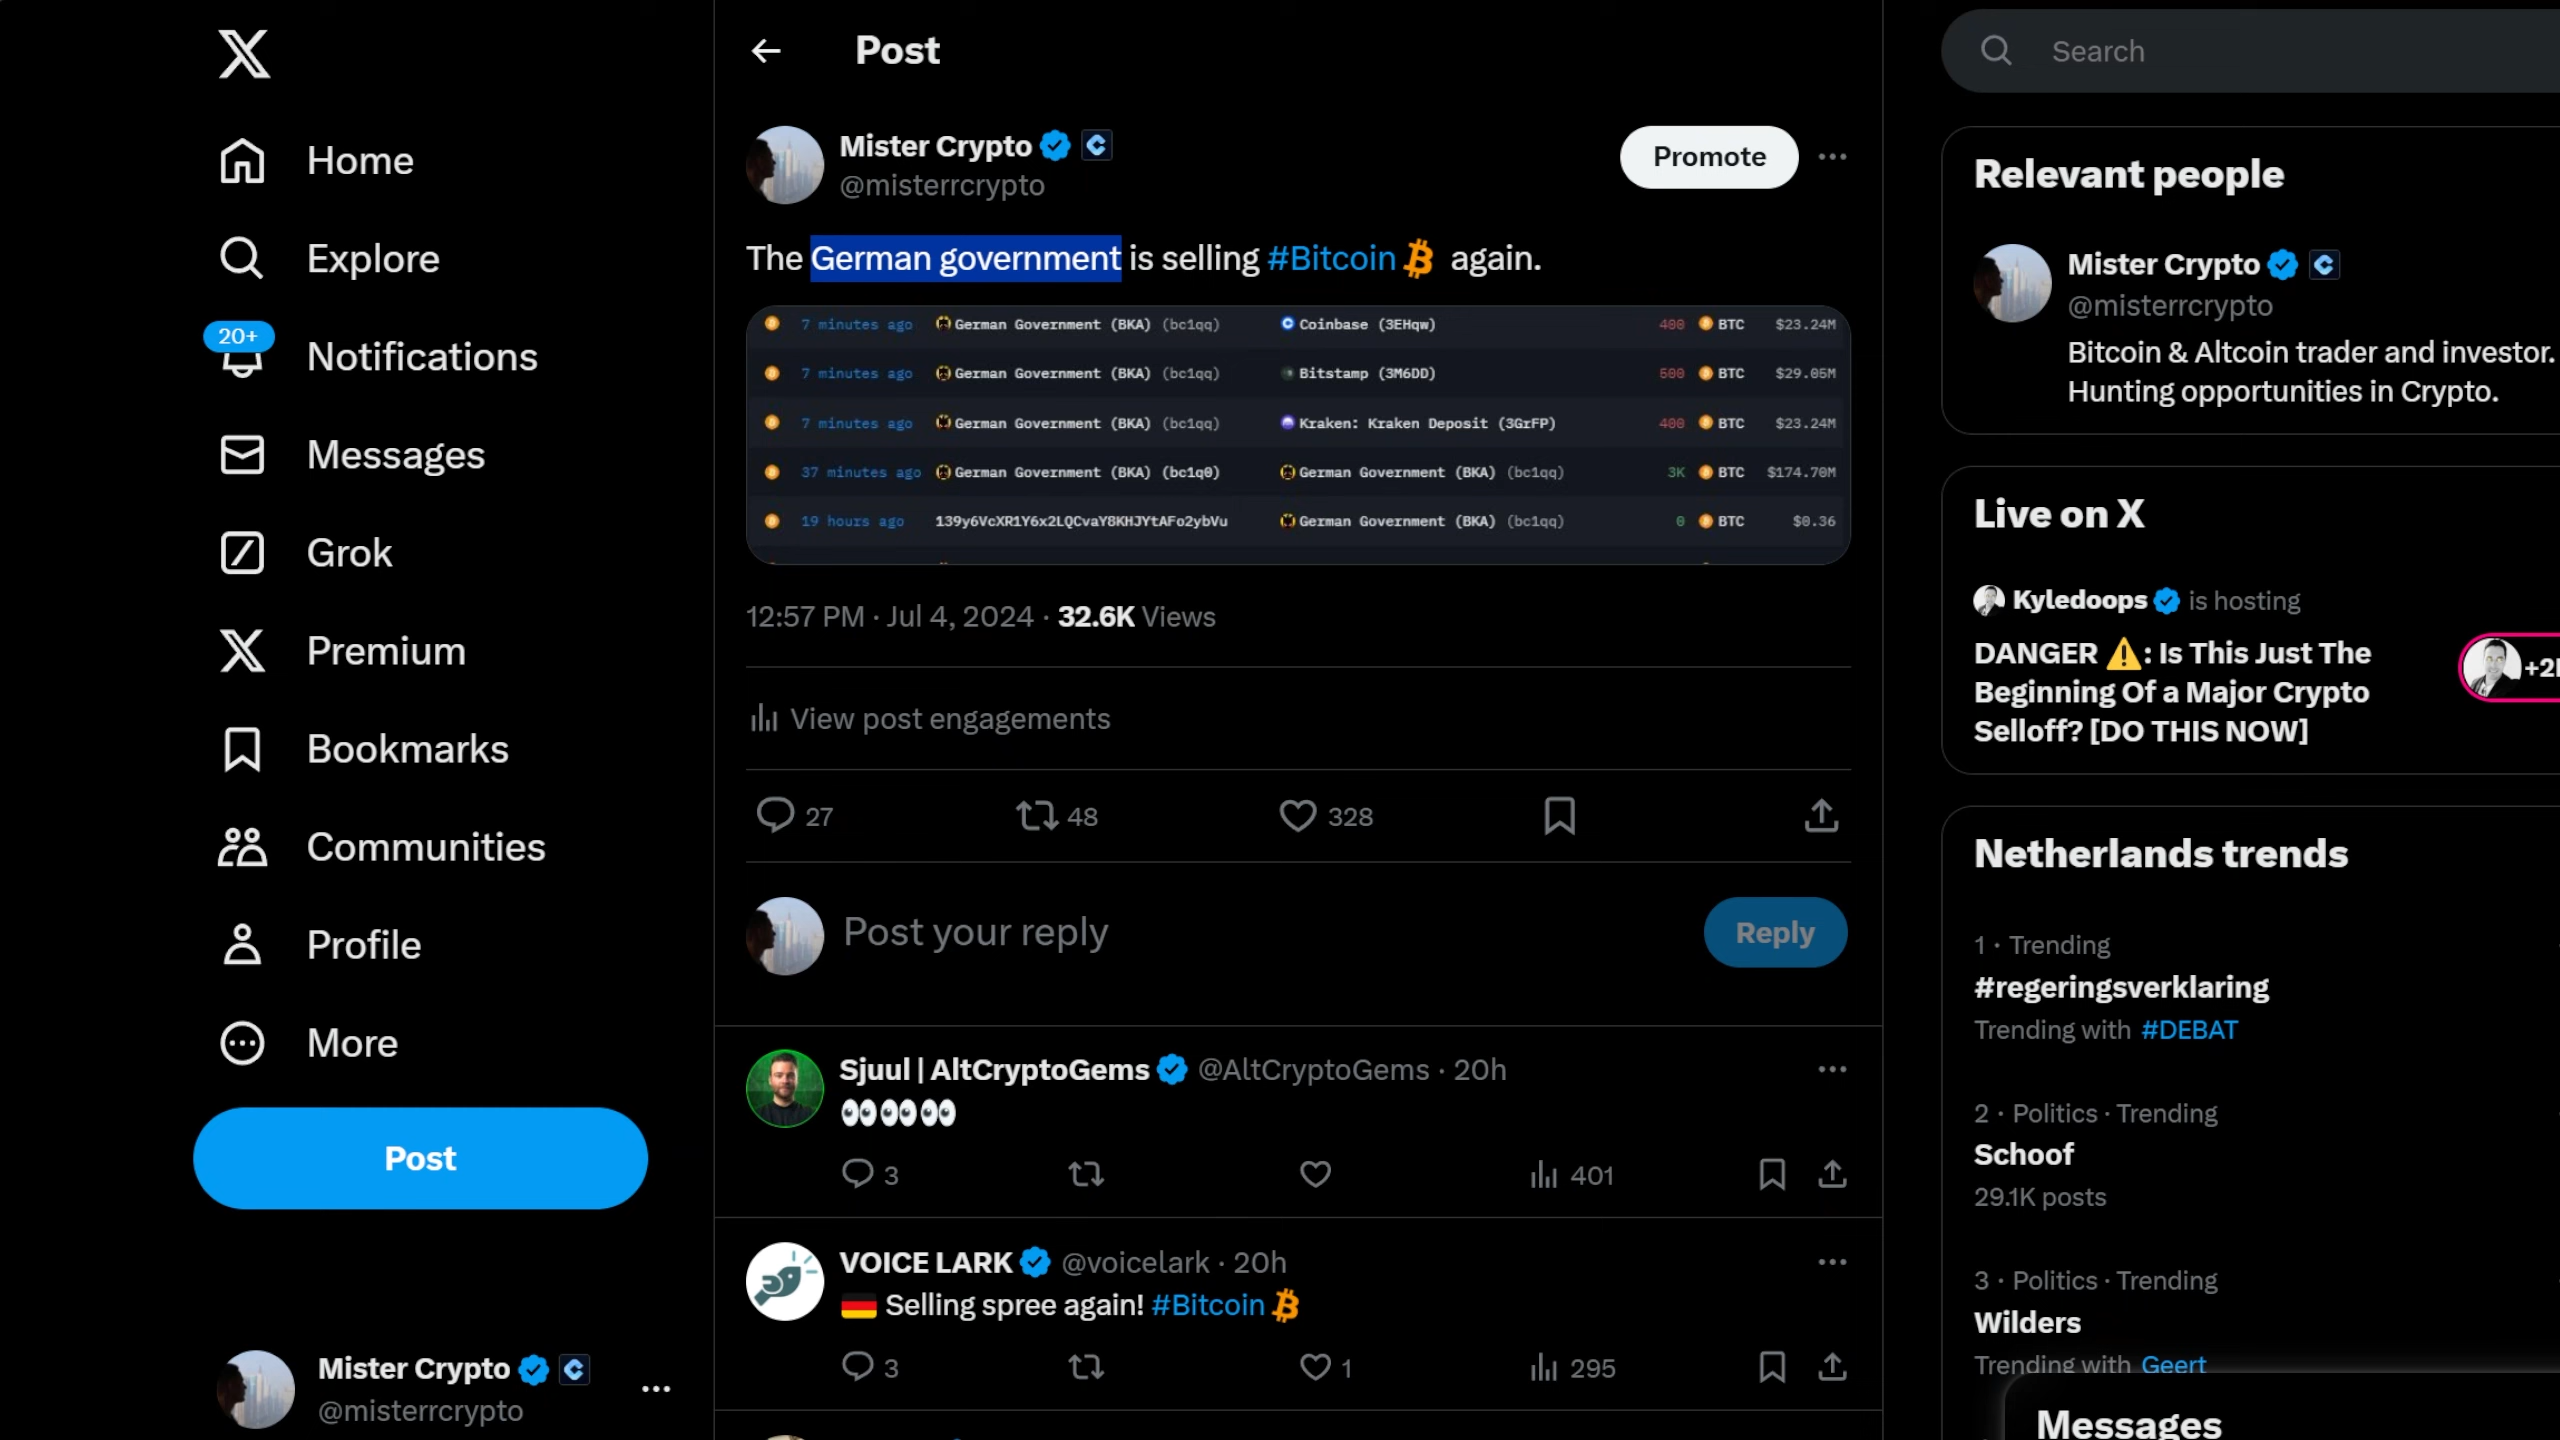 Home
Explore
20+
Notifications
Messages
Grok
Premium
Bookmarks
Communities
Profile
More
Post
Mister Crypto
@misterrcrypto
Post
Mister Crypto
@misterrcrypto
Promote
The German government is selling #Bitcoin again.
7 minutes ago German Government (BKA) (bc1qq) Coinbase (3EHqw) 400 BTC $23.24M
7 minutes ago German Government (BKA) (bc1qq) Bitstamp (3M6DD) 500 BTC $29.05M
7 minutes ago German Government (BKA) (bc1qq) Kraken: Kraken Deposit (3GrFP) 400 BTC $23.24M
37 minutes ago German Government (BKA) (bc1q0) German Government (BKA) (bc1qq) 3K BTC $174.70M
19 hours ago 139y6VcXR1Y6x2LQCvaY8KHJYtAFo2ybVu German Government (BKA) (bc1qq) 0 BTC $0.36
12:57 PM · Jul 4, 2024 · 32.6K Views
View post engagements
27 48 328
Post your reply
Reply
Sjuul | AltCryptoGems @AltCryptoGems · 20h
3 401
VOICE LARK @voicelark · 20h
Selling spree again! #Bitcoin
3 1 295
Search
Relevant people
Mister Crypto
@misterrcrypto
Bitcoin & Altcoin trader and investor.
Hunting opportunities in Crypto.
Live on X
Kyledoops is hosting
DANGER ⚠️: Is This Just The
Beginning Of a Major Crypto
Selloff? [DO THIS NOW]
Netherlands trends
1 · Trending
#regeringsverklaring
Trending with #DEBAT
2 · Politics · Trending
Schoof
29.1K posts
3 · Politics · Trending
Wilders
Trending with Geert
Messages